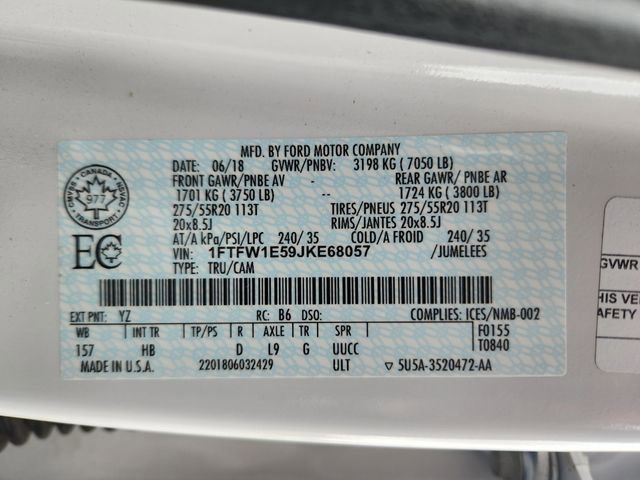 MFD. BY FORD MOTOR COMPANY
DATE: 06/18 GVWR/PNBV: 3198 KG ( 7050 LB)
FRONT GAWR/PNBE AV - REAR GAWR/ PNBE AR
1701 KG ( 3750 LB) -- 1724 KG ( 3800 LB)
275/55R20 113T TIRES/PNEUS 275/55R20 113T
20x8.5J RIMS/JANTES 20x8.5J
AT/A kPa/PSI/LPC 240/ 35 COLD/A FROID 240/ 35
VIN: 1FTFW1E59JKE68057 /JUMELEES
TYPE: TRU/CAM
CANADA
CMVSS NSVAC
977
TRANSPORT
EC
EXT PNT: YZ RC: B6 DSO: COMPLIES: ICES/NMB-002
WB INT TR TP/PS R AXLE TR SPR F0155
157 HB D L9 G UUCC T0840
MADE IN U.S.A. 2201806032429 ULT ▽ 5U5A-3520472-AA
GVWR
HIS VE
AFETY